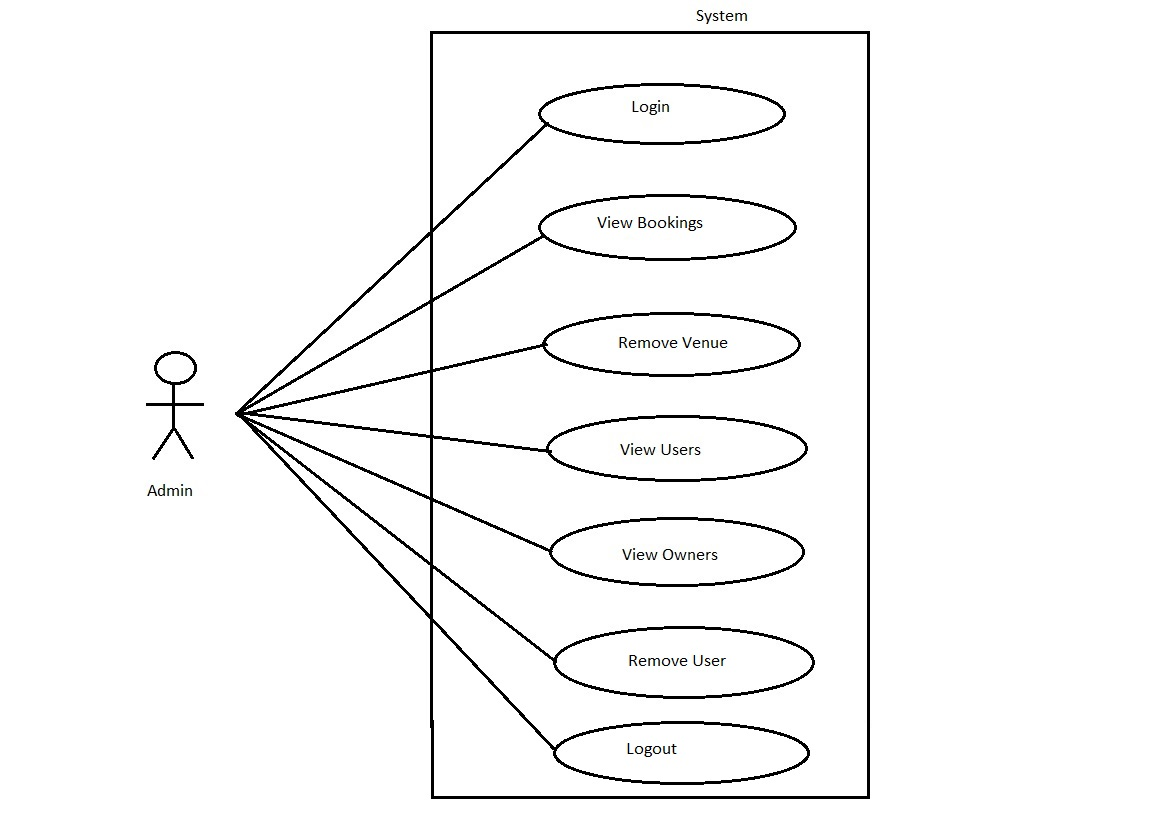 System
Login
View Bookings
Remove Venue
View Users
Admin
View Owners
Remove User
Logout